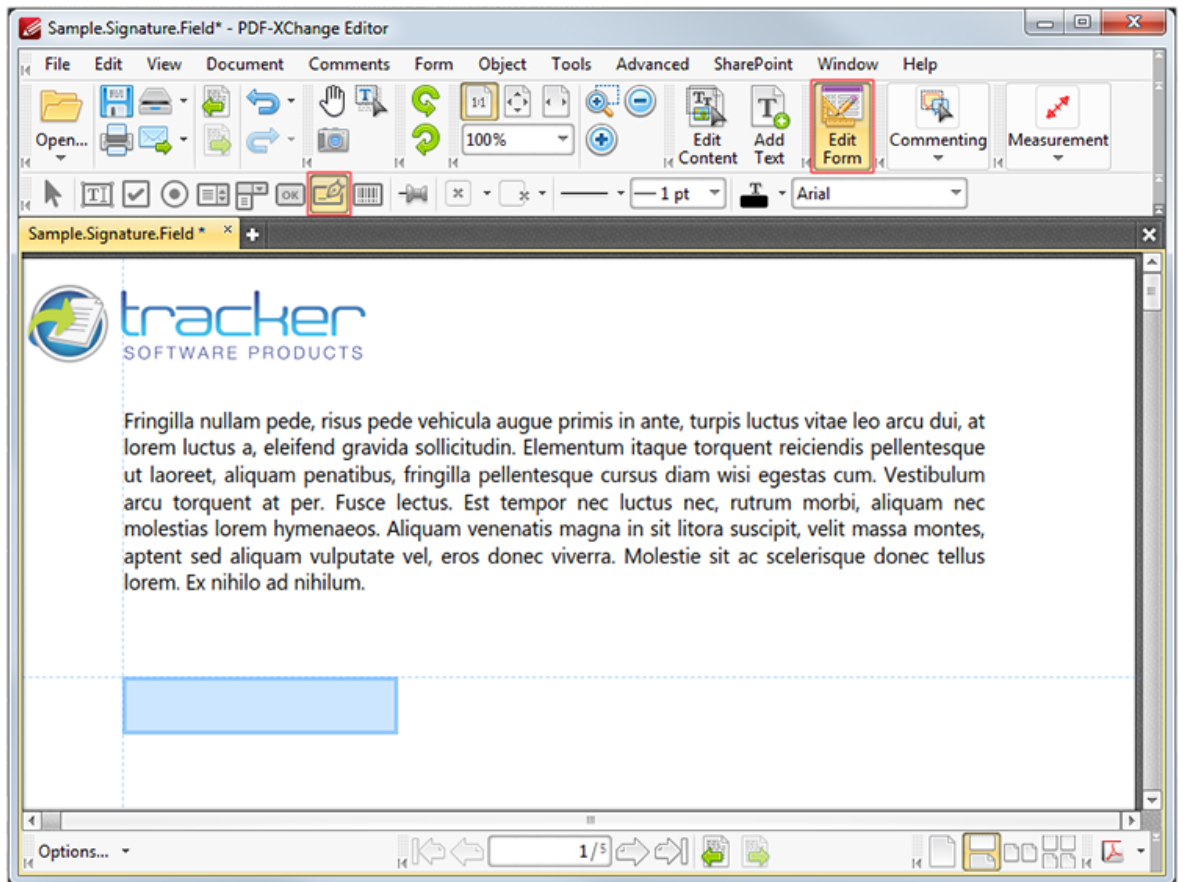 Sample.Signature.Field* - PDF-XChange Editor
File Edit View Document Comments Form Object Tools Advanced SharePoint Window Help
Open... 1:1 100% Edit Content Add Text Edit Form Commenting Measurement
OK 1 pt T Arial
Sample.Signature.Field *
tracker
SOFTWARE PRODUCTS
Fringilla nullam pede, risus pede vehicula augue primis in ante, turpis luctus vitae leo arcu dui, at
lorem luctus a, eleifend gravida sollicitudin. Elementum itaque torquent reiciendis pellentesque
ut laoreet, aliquam penatibus, fringilla pellentesque cursus diam wisi egestas cum. Vestibulum
arcu torquent at per. Fusce lectus. Est tempor nec luctus nec, rutrum morbi, aliquam nec
molestias lorem hymenaeos. Aliquam venenatis magna in sit litora suscipit, velit massa montes,
aptent sed aliquam vulputate vel, eros donec viverra. Molestie sit ac scelerisque donec tellus
lorem. Ex nihilo ad nihilum.
Options... 1/5